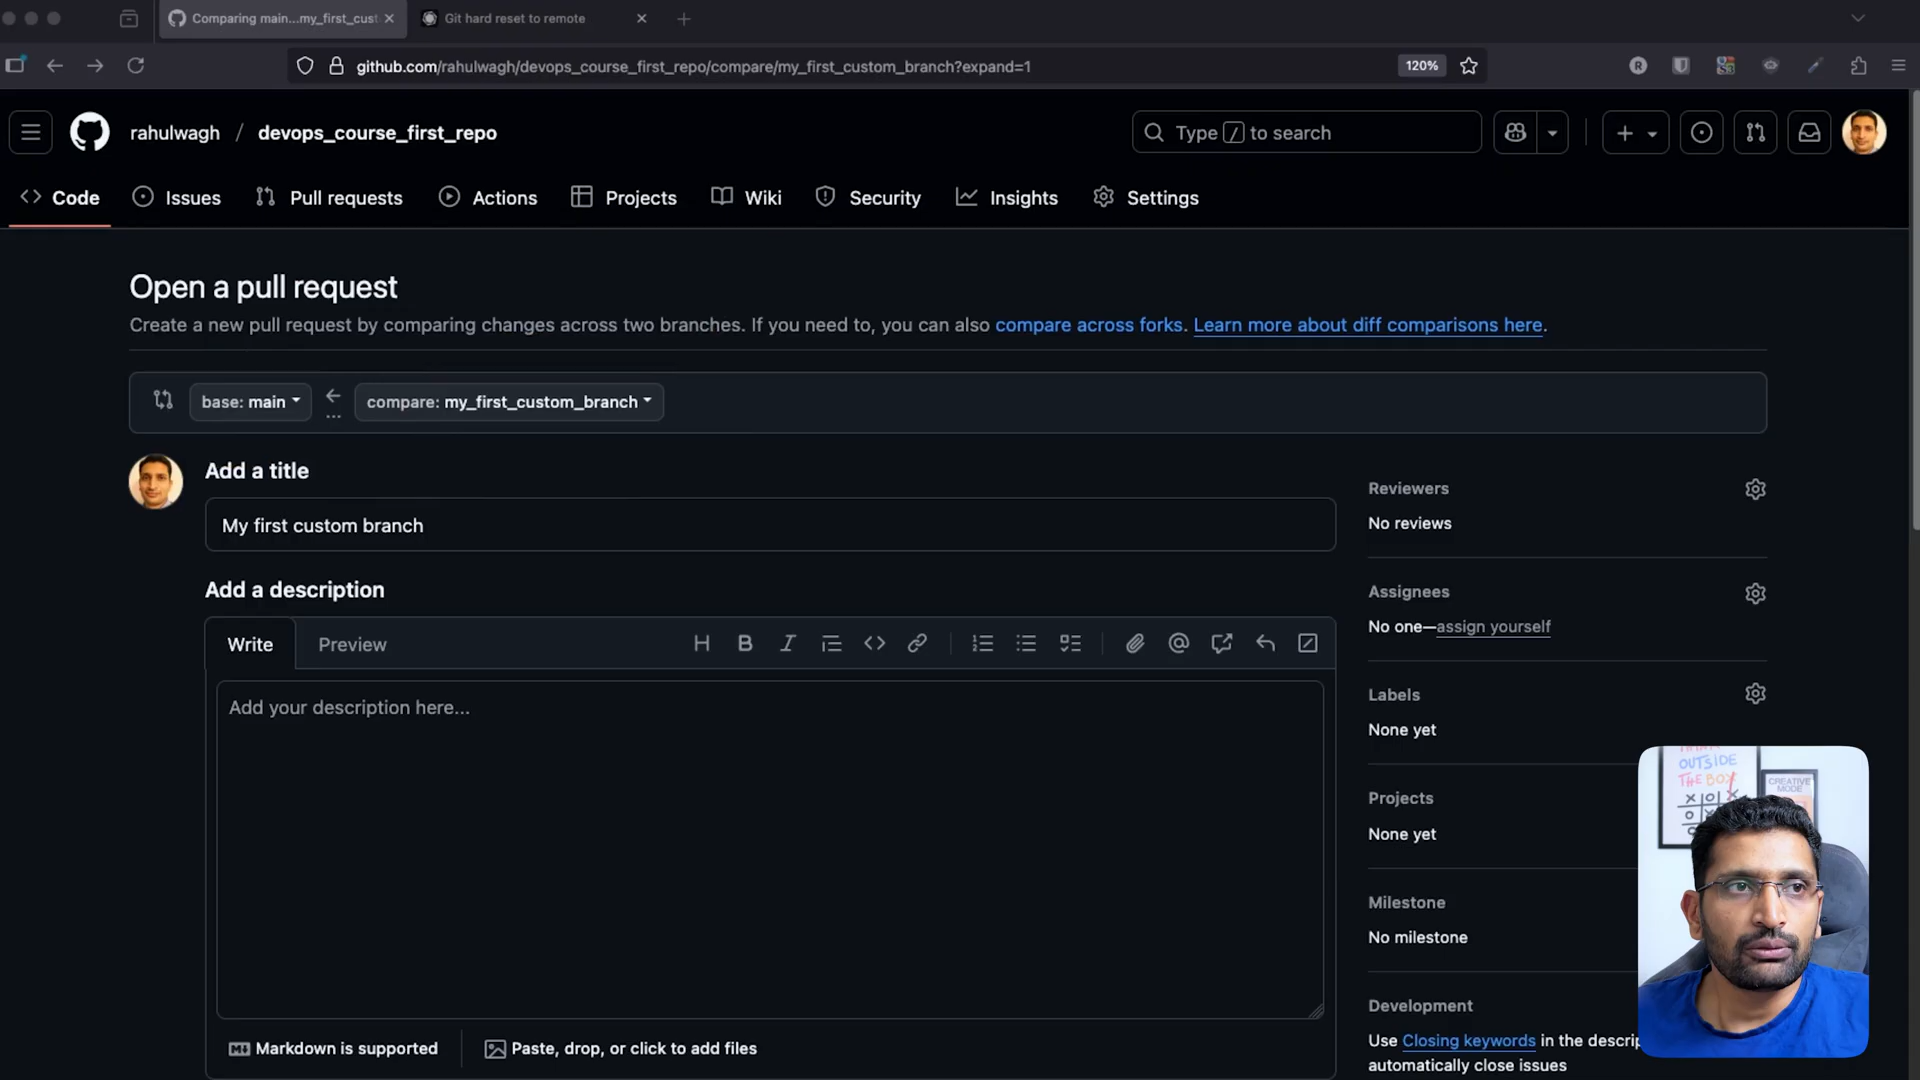 Comparing main...my_first_cust
Git hard reset to remote
github.com/rahulwagh/devops_course_first_repo/compare/my_first_custom_branch?expand=1
120%
R
rahulwagh / devops_course_first_repo
Type / to search
Code
Issues
Pull requests
Actions
Projects
Wiki
Security
Insights
Settings
Open a pull request
Create a new pull request by comparing changes across two branches. If you need to, you can also compare across forks. Learn more about diff comparisons here.
base: main
compare: my_first_custom_branch
Add a title
My first custom branch
Add a description
Write
Preview
Add your description here...
Markdown is supported
Paste, drop, or click to add files
Reviewers
No reviews
Assignees
No one—assign yourself
Labels
None yet
Projects
None yet
Milestone
No milestone
Development
Use Closing keywords in the descrip
automatically close issues
OUTSIDE
THE BOX
CREATIVE
MODE